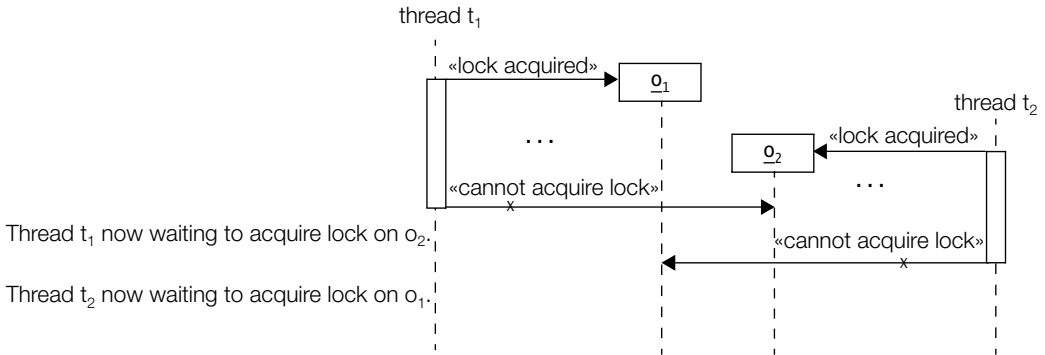 thread t₁
«lock acquired»
o₁
thread t₂
...
o₂
«lock acquired»
...
«cannot acquire lock»
x
Thread t₁ now waiting to acquire lock on o₂.
«cannot acquire lock»
x
Thread t₂ now waiting to acquire lock on o₁.